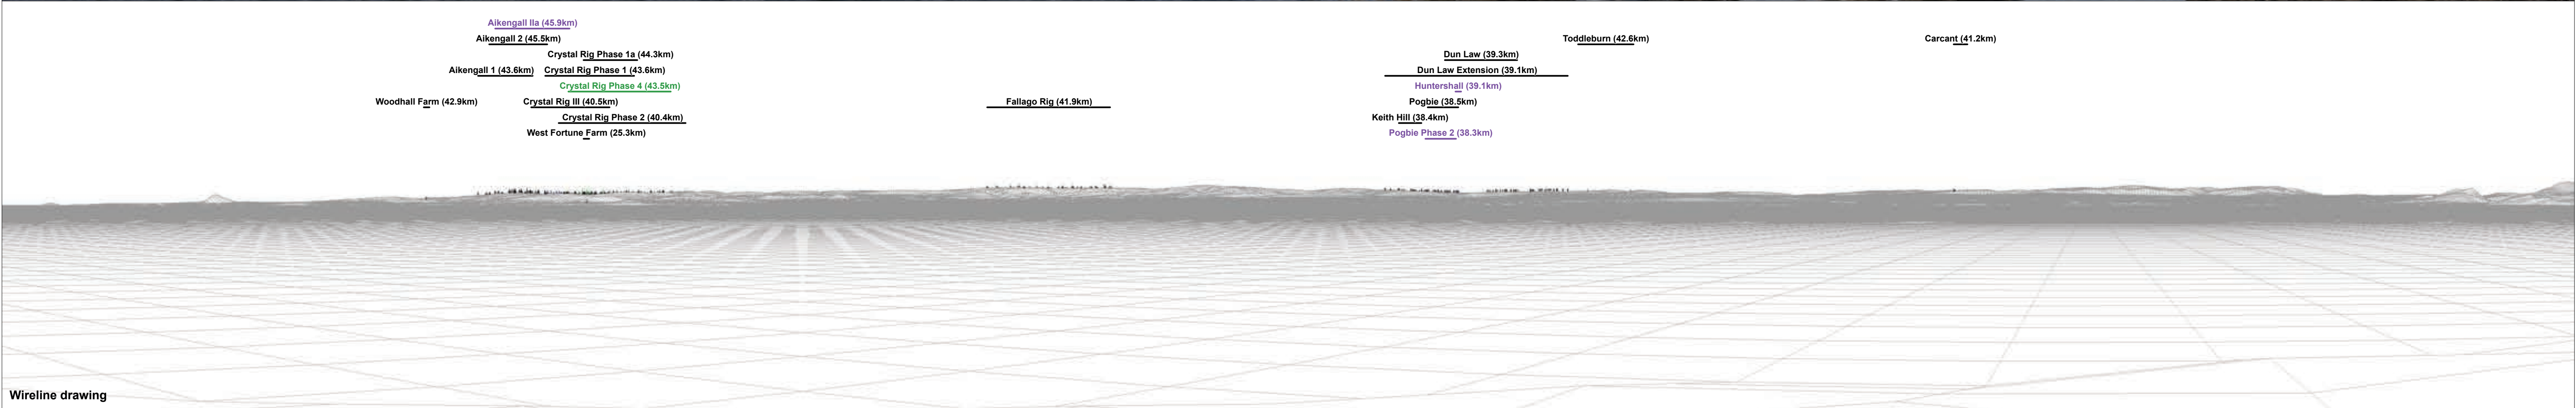 Aikengall IIa (45.9km)
Aikengall 2 (45.5km)
Toddleburn (42.6km)
Carcant (41.2km)
Crystal Rig Phase 1a (44.3km)
Dun Law (39.3km)
Aikengall 1 (43.6km)
Crystal Rig Phase 1 (43.6km)
Dun Law Extension (39.1km)
Crystal Rig Phase 4 (43.5km)
Huntershall (39.1km)
Woodhall Farm (42.9km)
Crystal Rig III (40.5km)
Fallago Rig (41.9km)
Pogbie (38.5km)
Crystal Rig Phase 2 (40.4km)
Keith Hill (38.4km)
West Fortune Farm (25.3km)
Pogbie Phase 2 (38.3km)
Wireline drawing